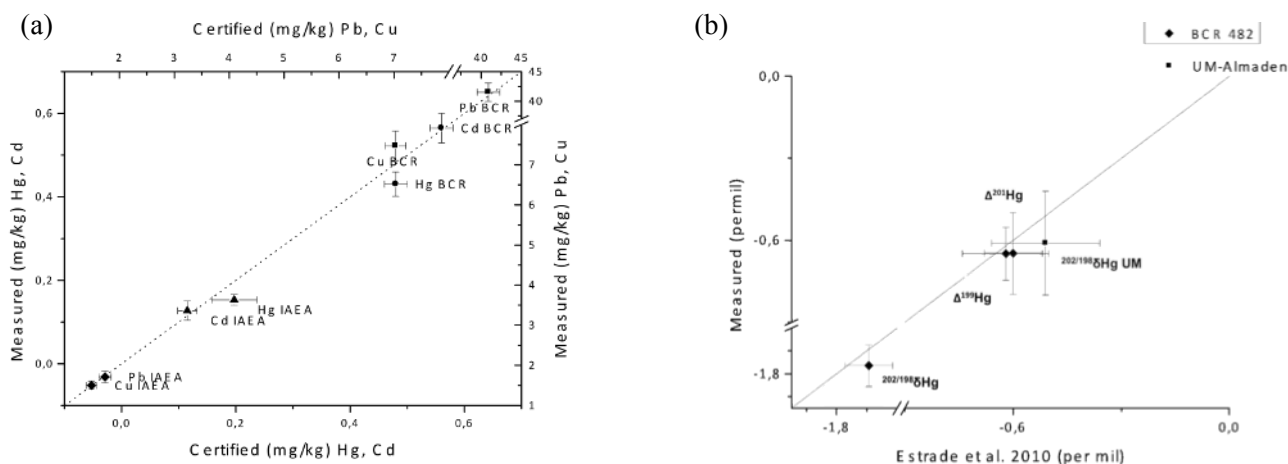 (a)
Certified (mg/kg) Pb, Cu
2 3 4 5 6 7 8 40 45
45
40
7
6
5
4
3
2
1
Measured (mg/kg) Pb, Cu
Measured (mg/kg) Hg, Cd
0,6
0,4
0,2
0,0
Pb BCR
Cd BCR
Cu BCR
Hg BCR
Hg IAEA
Cd IAEA
Pb IAEA
Cu IAEA
0,0 0,2 0,4 0,6
Certified (mg/kg) Hg, Cd
(b)
BCR 482
UM-Almaden
Measured (permil)
0,0
-0,6
-1,8
Δ²⁰¹Hg
²⁰²/¹⁹⁸δHg UM
Δ¹⁹⁹Hg
²⁰²/¹⁹⁸δHg
-1,8 -0,6 0,0
Estrade et al. 2010 (per mil)